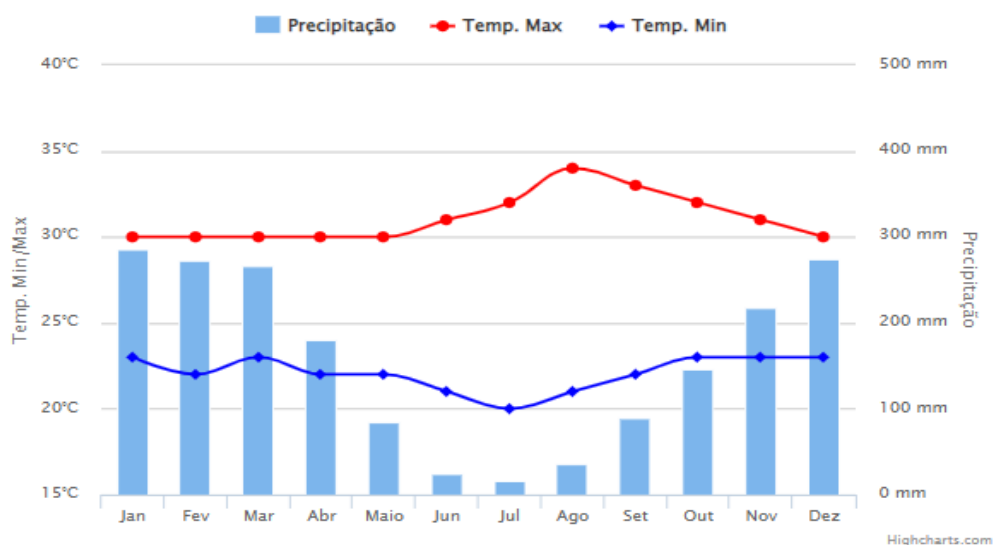 Precipitação Temp. Max Temp. Min
40°C 500 mm
35°C 400 mm
30°C 300 mm
25°C 200 mm
20°C 100 mm
15°C 0 mm
Temp. Min/Max
Precipitação
Jan Fev Mar Abr Maio Jun Jul Ago Set Out Nov Dez
Highcharts.com